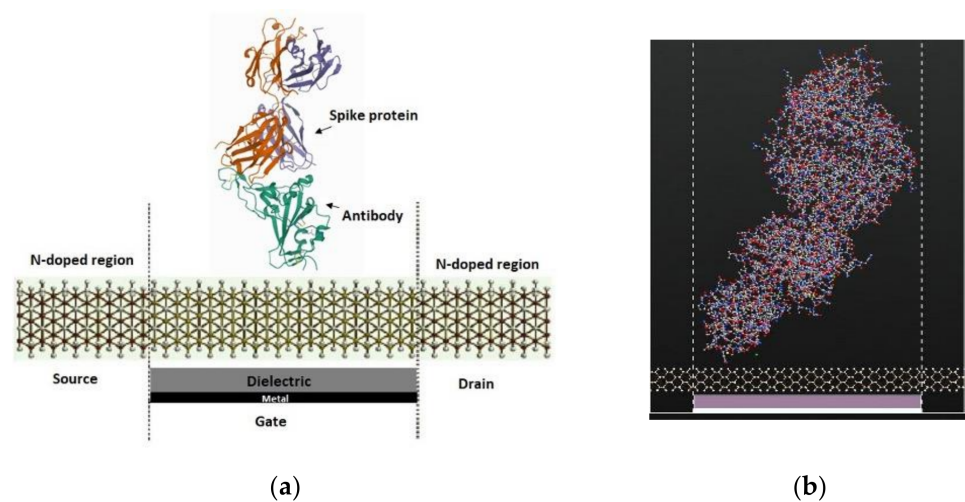 Spike protein
Antibody
N-doped region
N-doped region
Source
Dielectric
Drain
Metal
Gate
(a)
(b)